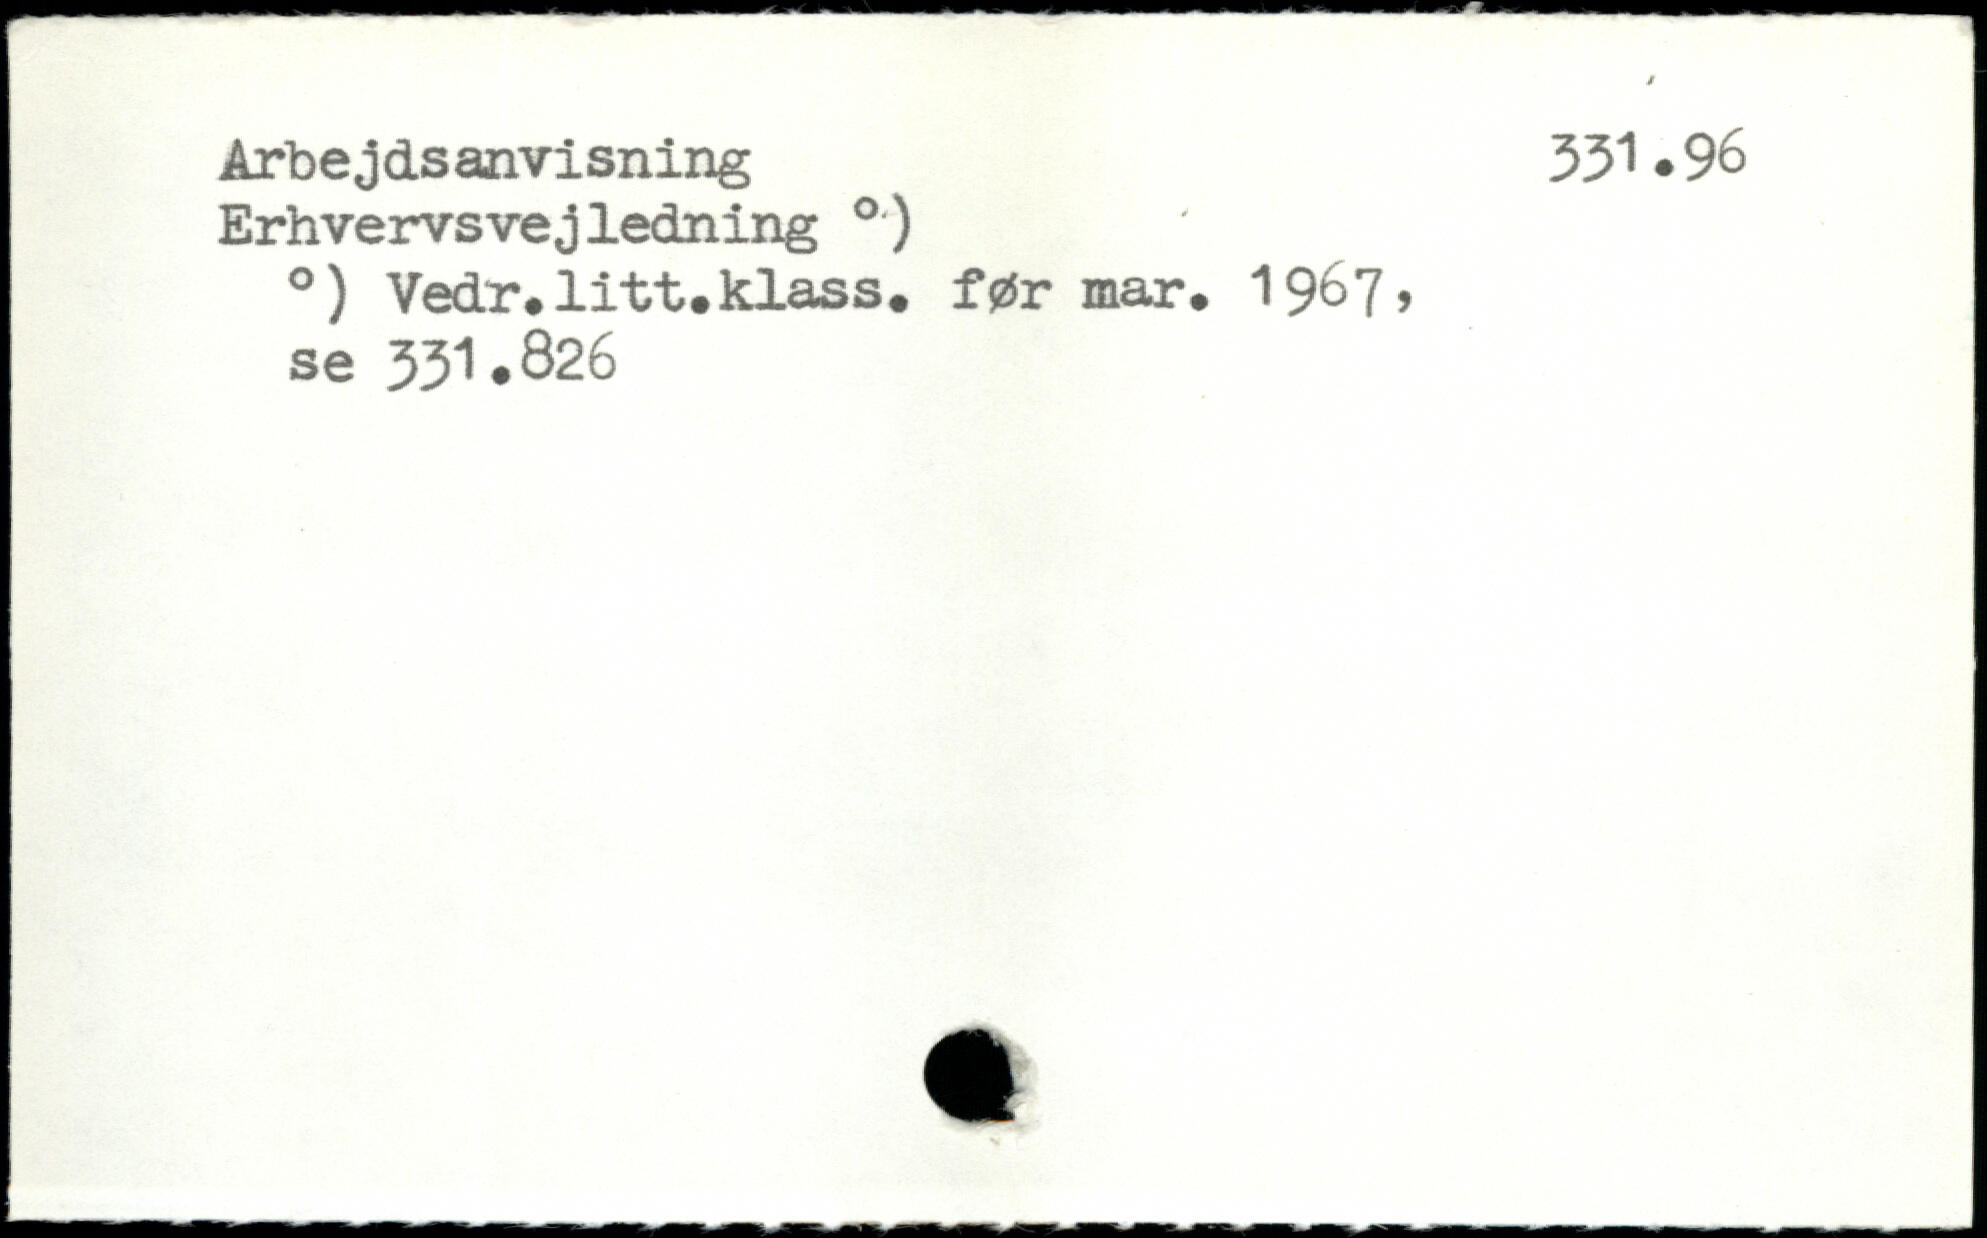 Arbejdsanvisning 331.96
Erhvervsvejledning °)
°) Vedr.litt.klass. før mar. 1967,
se 331.826